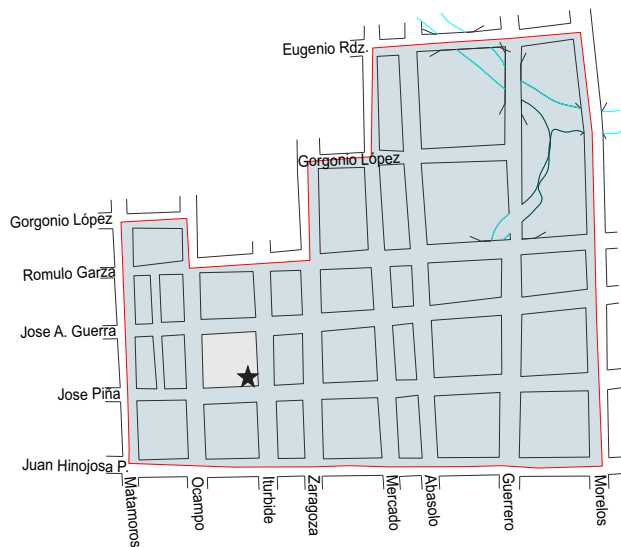 Eugenio Rdz.
Gorgonio López
Gorgonio López
Romulo Garza
Jose A. Guerra
Jose Piña
Juan Hinojosa P.
Matamoros
Ocampo
Iturbide
Zaragoza
Mercado
Abasolo
Guerrero
Morelos